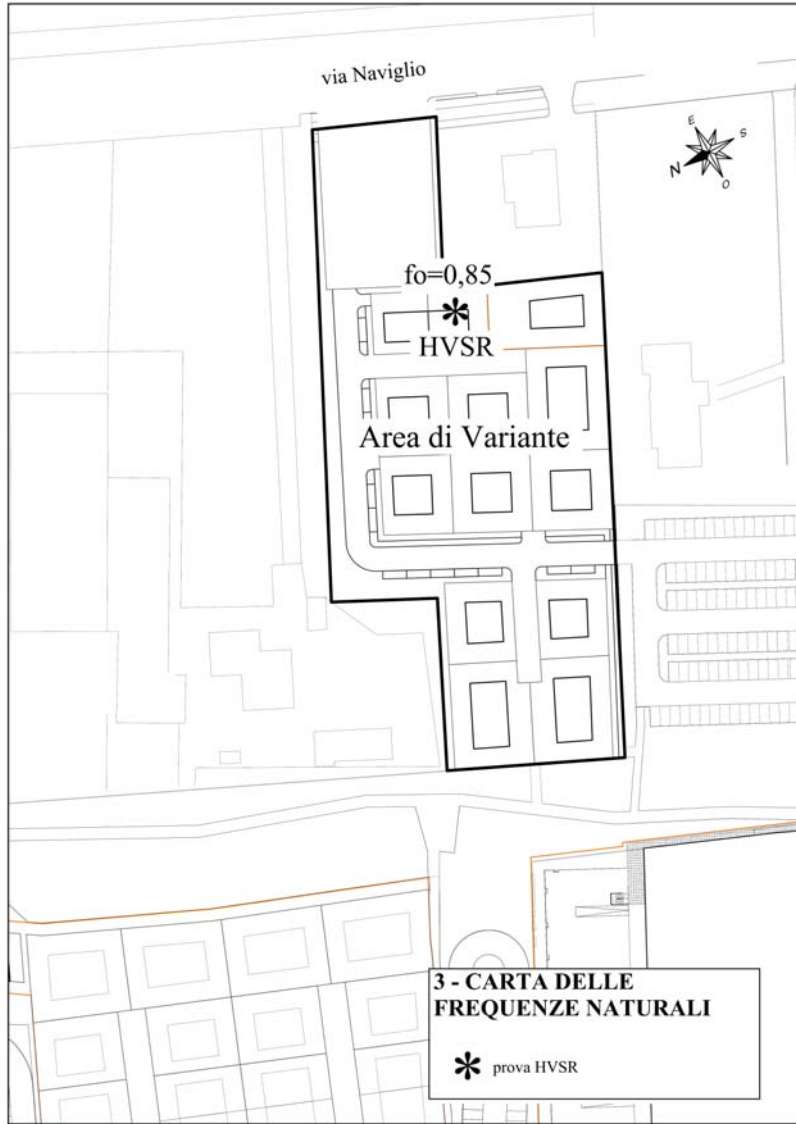 via Naviglio
E
S
N
O
fo=0,85
HVSR
Area di Variante
3 - CARTA DELLE
FREQUENZE NATURALI
prova HVSR